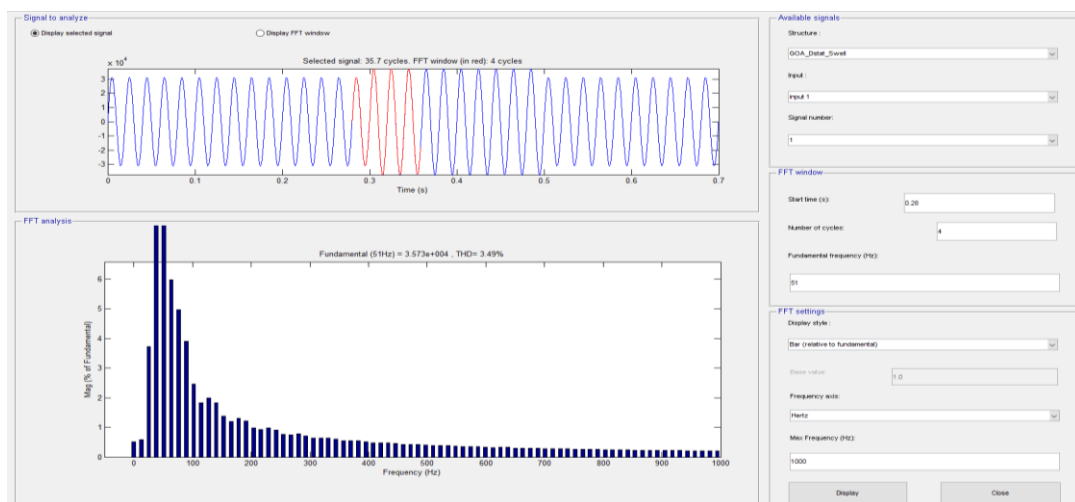 Signal to analyze
Display selected signal
Display FFT window
Selected signal: 35.7 cycles. FFT window (in red): 4 cycles
× 10⁴
3
2
1
0
-1
-2
-3
0
0.1
0.2
0.3
0.4
0.5
0.6
0.7
Time (s)
FFT analysis
Fundamental (51Hz) = 3.573e+004 , THD= 3.49%
Mag (% of Fundamental)
6
5
4
3
2
1
0
0
100
200
300
400
500
600
700
800
900
1000
Frequency (Hz)
Available signals
Structure :
GOA_Dstat_Swell
Input :
input 1
Signal number:
1
FFT window
Start time (s):
0.28
Number of cycles:
4
Fundamental frequency (Hz):
51
FFT settings
Display style :
Bar (relative to fundamental)
Base value:
1.0
Frequency axis:
Hertz
Max Frequency (Hz):
1000
Display
Close